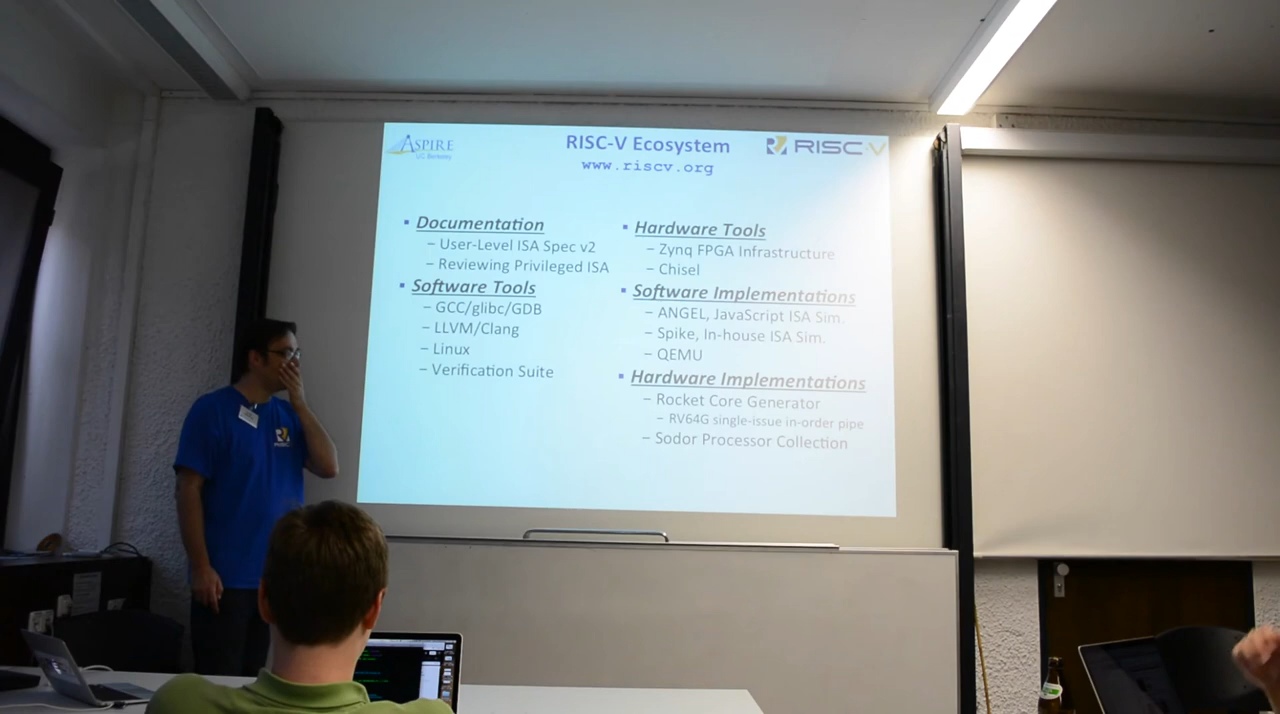 ASPIRE
UC Berkeley
RISC-V Ecosystem
www.riscv.org
RISC-V
Documentation
– User-Level ISA Spec v2
– Reviewing Privileged ISA
Software Tools
– GCC/glibc/GDB
– LLVM/Clang
– Linux
– Verification Suite
Hardware Tools
– Zynq FPGA Infrastructure
– Chisel
Software Implementations
– ANGEL, JavaScript ISA Sim.
– Spike, In-house ISA Sim.
– QEMU
Hardware Implementations
– Rocket Core Generator
– RV64G single-issue in-order pipe
– Sodor Processor Collection